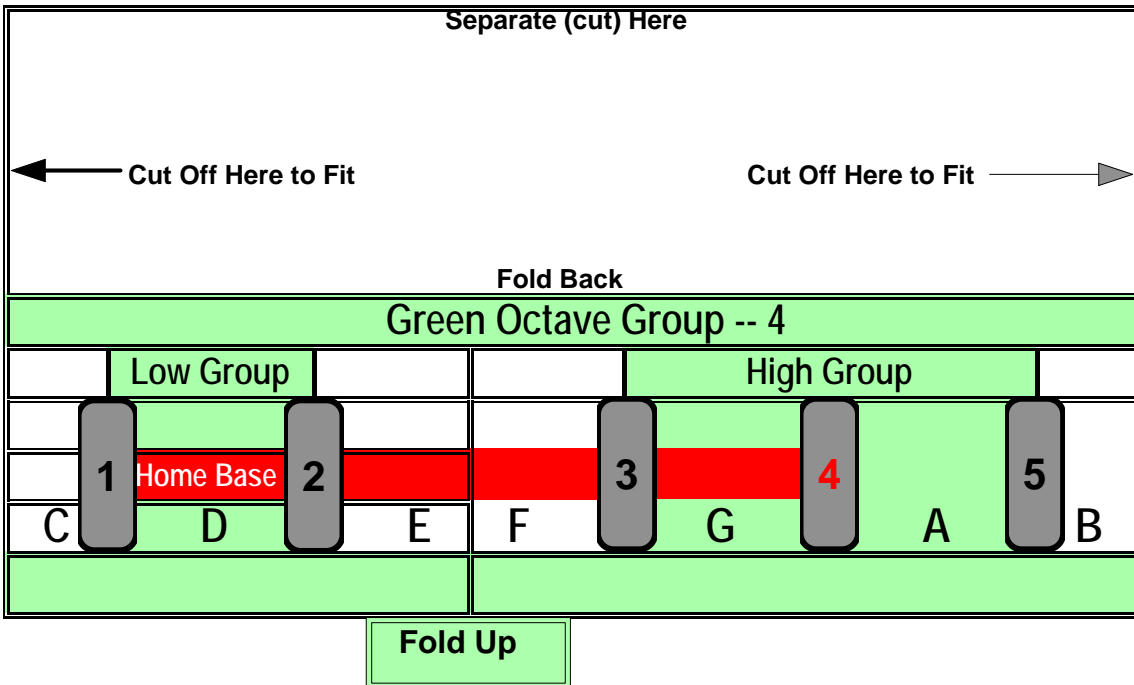 Separate (cut) Here
Cut Off Here to Fit Cut Off Here to Fit
Fold Back
Green Octave Group -- 4
Low Group High Group
1 Home Base 2 3 4 5
C D E F G A B
Fold Up